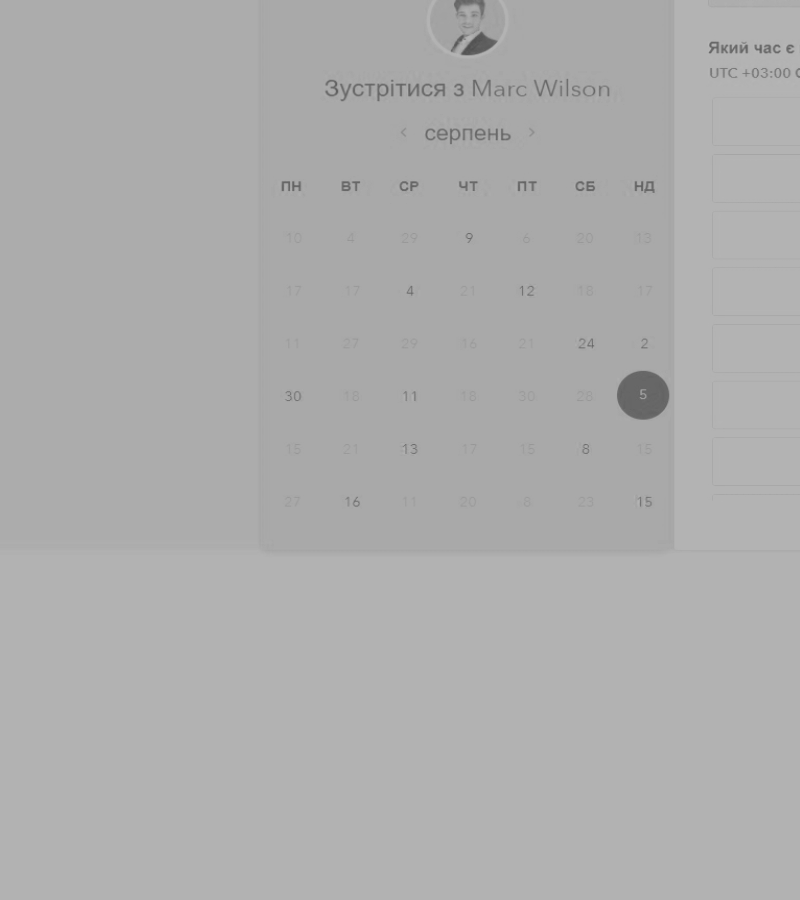 Зустрітися з Marc Wilson
серпень
ПН ВТ СР ЧТ ПТ СБ НД
10 4 29 9 6 20 13
17 17 4 21 12 18 17
11 27 29 16 21 24 2
30 18 11 18 30 28 5
15 21 13 17 15 8 15
27 16 11 20 8 23 15
Який час є
UTC +03:00